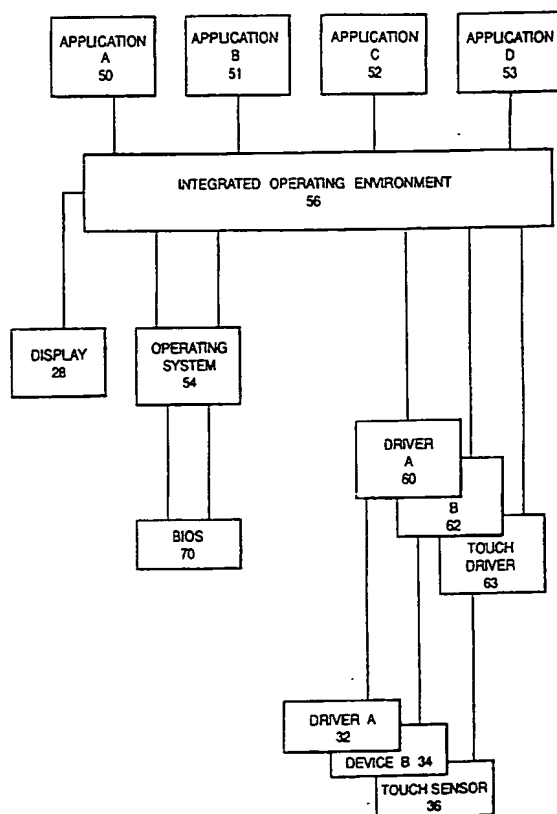 APPLICATION
A
50
APPLICATION
B
51
APPLICATION
C
52
APPLICATION
D
53
INTEGRATED OPERATING ENVIRONMENT
56
DISPLAY
28
OPERATING
SYSTEM
54
DRIVER
A
60
B
62
BIOS
70
TOUCH
DRIVER
63
DRIVER A
32
DEVICE B 34
TOUCH SENSOR
36